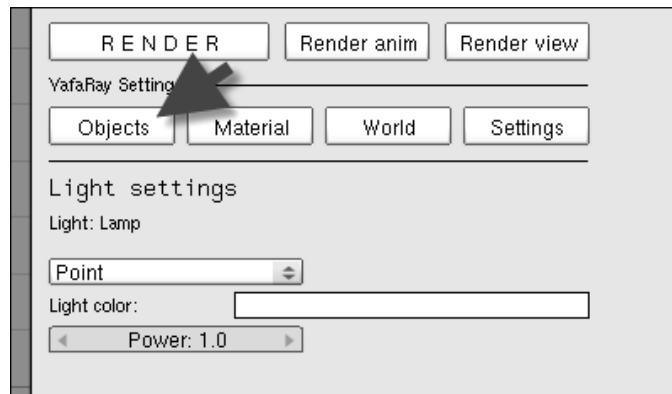 RENDER Render anim Render view
YafaRay Setting
Objects Material World Settings
Light settings
Light: Lamp
Point
Light color:
Power: 1.0